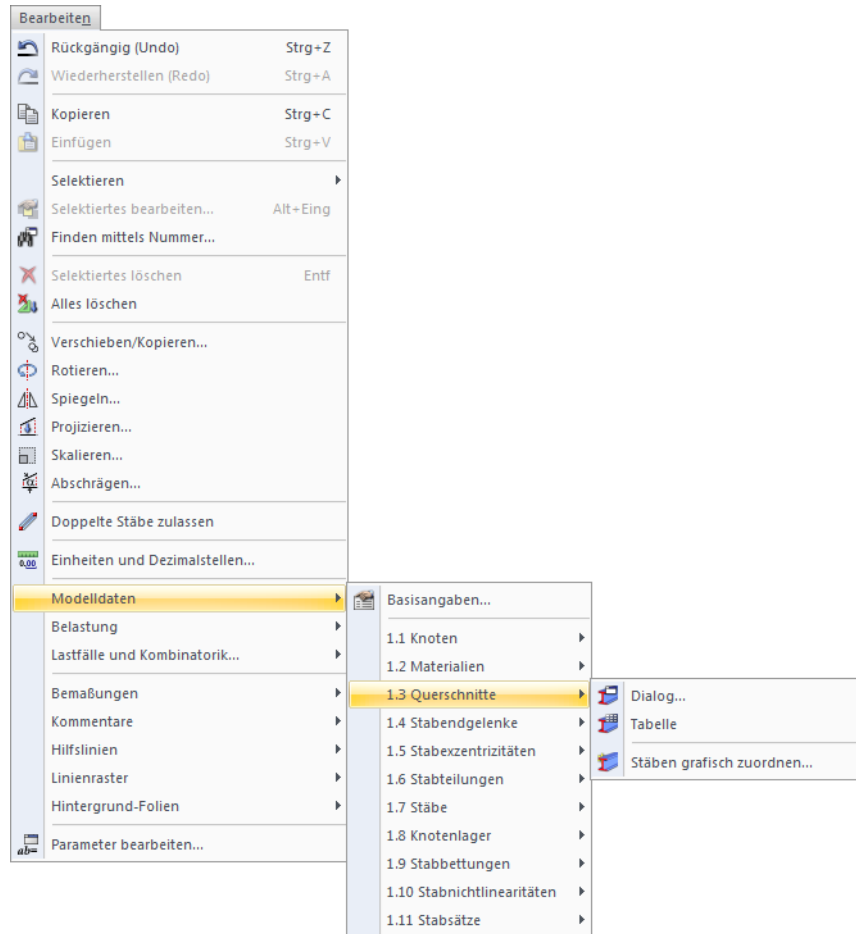 Bearbeiten
Rückgängig (Undo) Strg+Z
Wiederherstellen (Redo) Strg+A
Kopieren Strg+C
Einfügen Strg+V
Selektieren
Selektiertes bearbeiten... Alt+Eing
Finden mittels Nummer...
Selektiertes löschen Entf
Alles löschen
Verschieben/Kopieren...
Rotieren...
Spiegeln...
Projizieren...
Skalieren...
Abschrägen...
Doppelte Stäbe zulassen
0,00 Einheiten und Dezimalstellen...
Modelldaten
Belastung
Lastfälle und Kombinatorik...
Bemaßungen
Kommentare
Hilfslinien
Linienraster
Hintergrund-Folien
ab= Parameter bearbeiten...
Basisangaben...
1.1 Knoten
1.2 Materialien
1.3 Querschnitte
1.4 Stabendgelenke
1.5 Stabexzentrizitäten
1.6 Stabteilungen
1.7 Stäbe
1.8 Knotenlager
1.9 Stabbettungen
1.10 Stabnichtlinearitäten
1.11 Stabsätze
Dialog...
Tabelle
Stäben grafisch zuordnen...